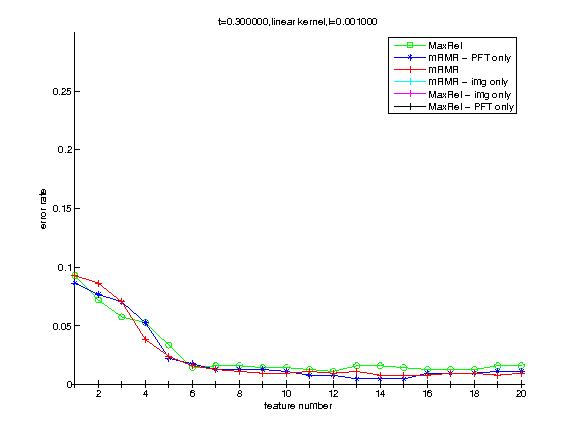 t=0.300000,linear kernel,l=0.001000
MaxRel
mRMR - PFT only
mRMR
mRMR - img only
MaxRel - img only
MaxRel - PFT only
0.25
0.2
0.15
0.1
0.05
0
error rate
2 4 6 8 10 12 14 16 18 20
feature number